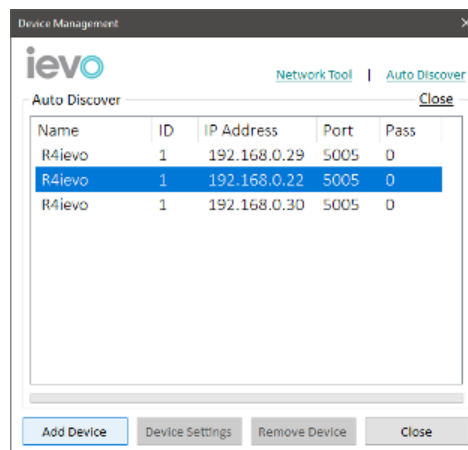 Device Management
ievo
Network Tool | Auto Discover
Auto Discover Close
Name ID IP Address Port Pass
R4ievo 1 192.168.0.29 5005 0
R4ievo 1 192.168.0.22 5005 0
R4ievo 1 192.168.0.30 5005 0
Add Device Device Settings Remove Device Close